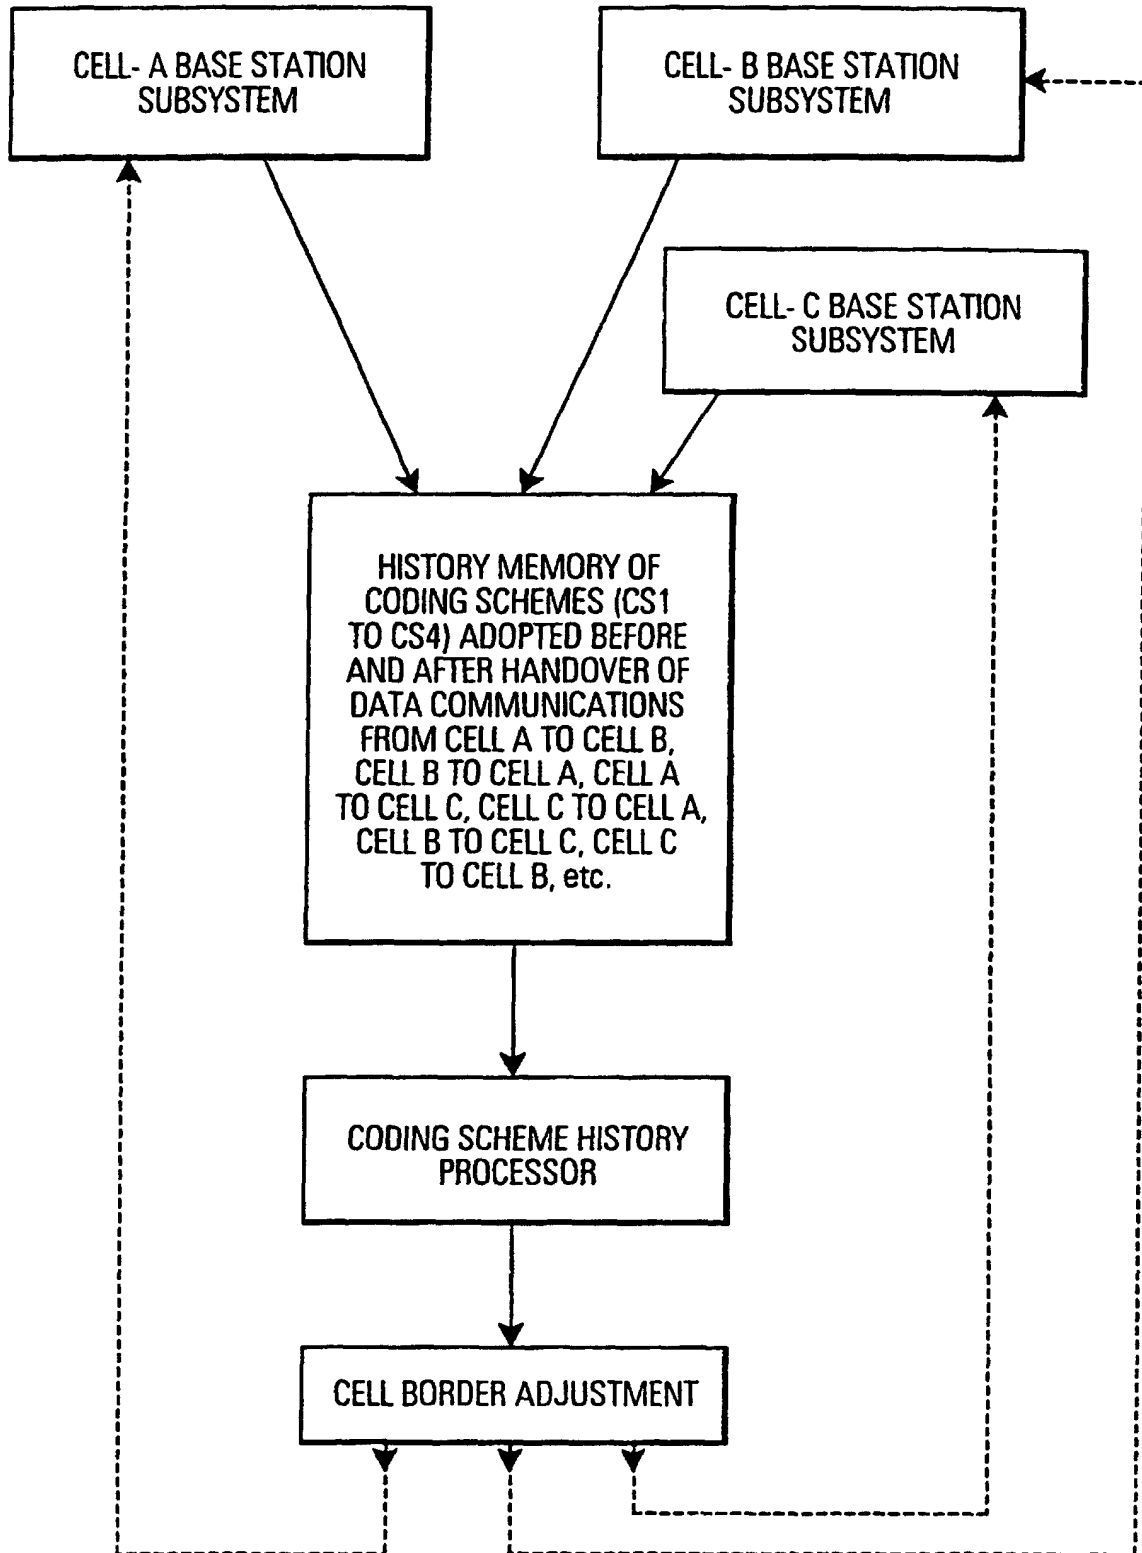 CELL- A BASE STATION
SUBSYSTEM
CELL- B BASE STATION
SUBSYSTEM
CELL- C BASE STATION
SUBSYSTEM
HISTORY MEMORY OF
CODING SCHEMES (CS1
TO CS4) ADOPTED BEFORE
AND AFTER HANDOVER OF
DATA COMMUNICATIONS
FROM CELL A TO CELL B,
CELL B TO CELL A, CELL A
TO CELL C, CELL C TO CELL A,
CELL B TO CELL C, CELL C
TO CELL B, etc.
CODING SCHEME HISTORY
PROCESSOR
CELL BORDER ADJUSTMENT